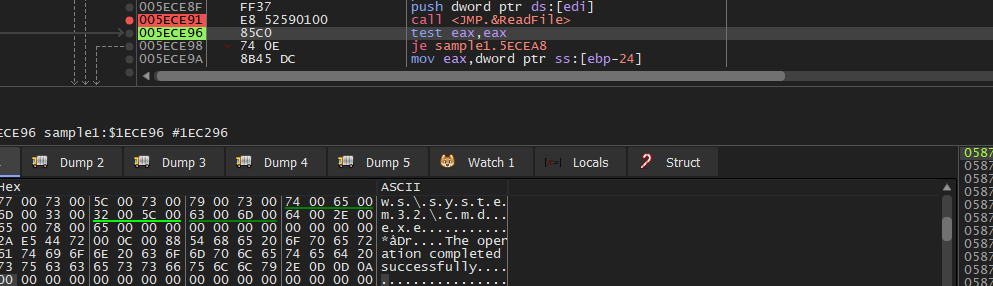 005ECE8F FF37 push dword ptr ds:[edi]
005ECE91 E8 52590100 call <JMP.&ReadFile>
005ECE96 85C0 test eax,eax
005ECE98 74 0E je sample1.5ECEA8
005ECE9A 8B45 DC mov eax,dword ptr ss:[ebp-24]
ECE96 sample1:$1ECE96 #1EC296
1 Dump 2 Dump 3 Dump 4 Dump 5 Watch 1 [x=] Locals Struct
Hex ASCII
77 00 73 00 5C 00 73 00 79 00 73 00 74 00 65 00 w.s.\.s.y.s.t.e.
6D 00 33 00 32 00 5C 00 63 00 6D 00 64 00 2E 00 m.3.2.\.c.m.d...
65 00 78 00 65 00 00 00 00 00 00 00 00 00 00 00 e.x.e...........
2A E5 44 72 00 0C 00 88 54 68 65 20 6F 70 65 72 *åDr....The oper
61 74 69 6F 6E 20 63 6F 6D 70 6C 65 74 65 64 20 ation completed
73 75 63 63 65 73 73 66 75 6C 6C 79 2E 0D 0D 0A successfully....
00 00 00 00 00 00 00 00 00 00 00 00 00 00 00 00 ................
0587
0587
0587
0587
0587
0587
0587
0587
0587
0587
0587